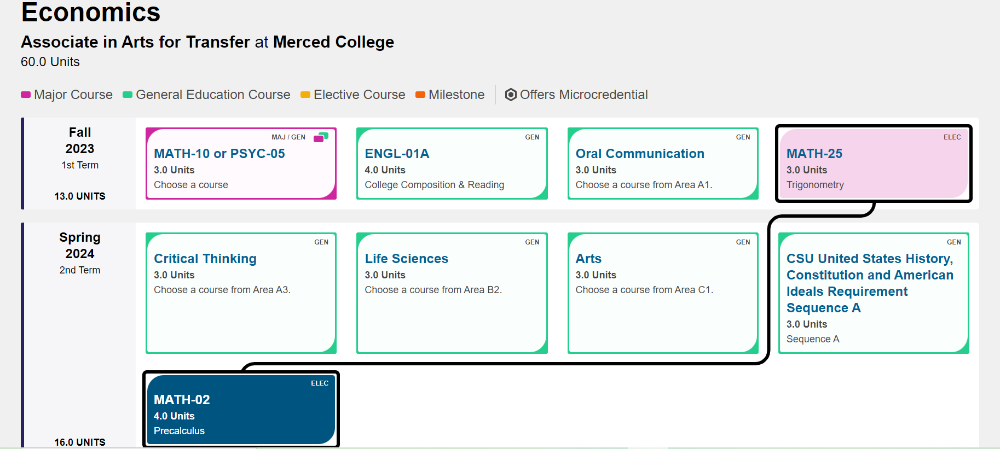 Economics
Associate in Arts for Transfer at Merced College
60.0 Units
Major Course General Education Course Elective Course Milestone Offers Microcredential
Fall
2023
1st Term
13.0 UNITS
MAJ / GEN
MATH-10 or PSYC-05
3.0 Units
Choose a course
GEN
ENGL-01A
4.0 Units
College Composition & Reading
GEN
Oral Communication
3.0 Units
Choose a course from Area A1.
ELEC
MATH-25
3.0 Units
Trigonometry
Spring
2024
2nd Term
16.0 UNITS
GEN
Critical Thinking
3.0 Units
Choose a course from Area A3.
GEN
Life Sciences
3.0 Units
Choose a course from Area B2.
GEN
Arts
3.0 Units
Choose a course from Area C1.
GEN
CSU United States History,
Constitution and American
Ideals Requirement
Sequence A
3.0 Units
Sequence A
ELEC
MATH-02
4.0 Units
Precalculus